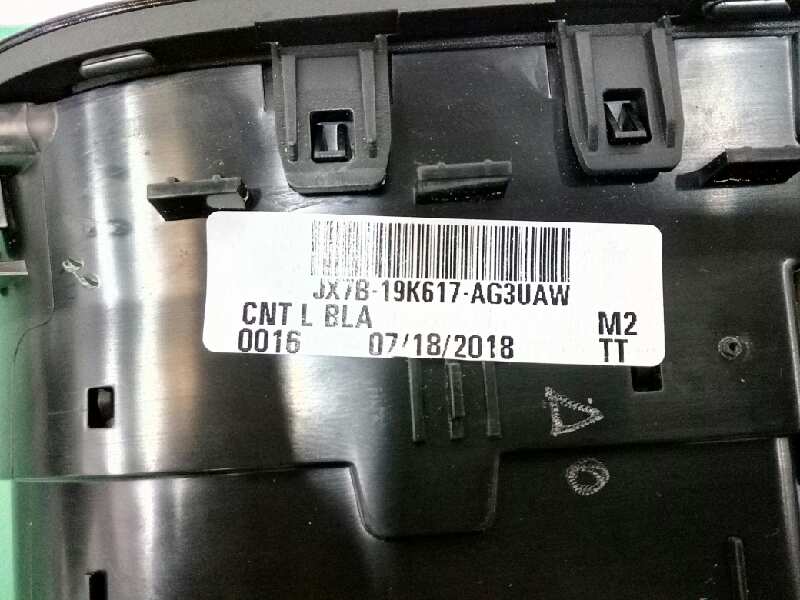 JX7B-19K617-AG3UAW
CNT L BLA M2
0016 07/18/2018 TT